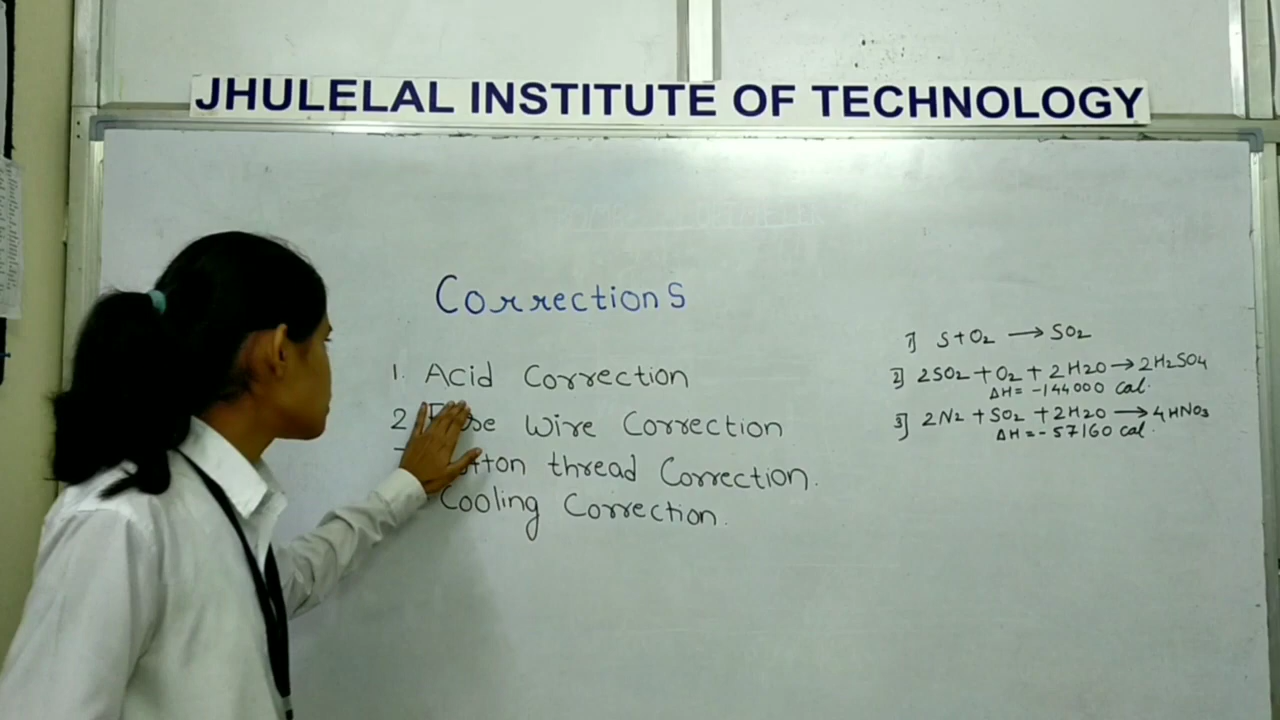 JHULELAL INSTITUTE OF TECHNOLOGY
Corrections
1. Acid Correction
2 Wire Correction
thread Correction.
Cooling Correction.
1] S+O2 → SO2
2] 2SO2 + O2 + 2H2O → 2H2SO4
ΔH = -144000 cal.
3] 2N2 + SO2 + 2H2O → 4HNO3
ΔH = - 57160 cal.